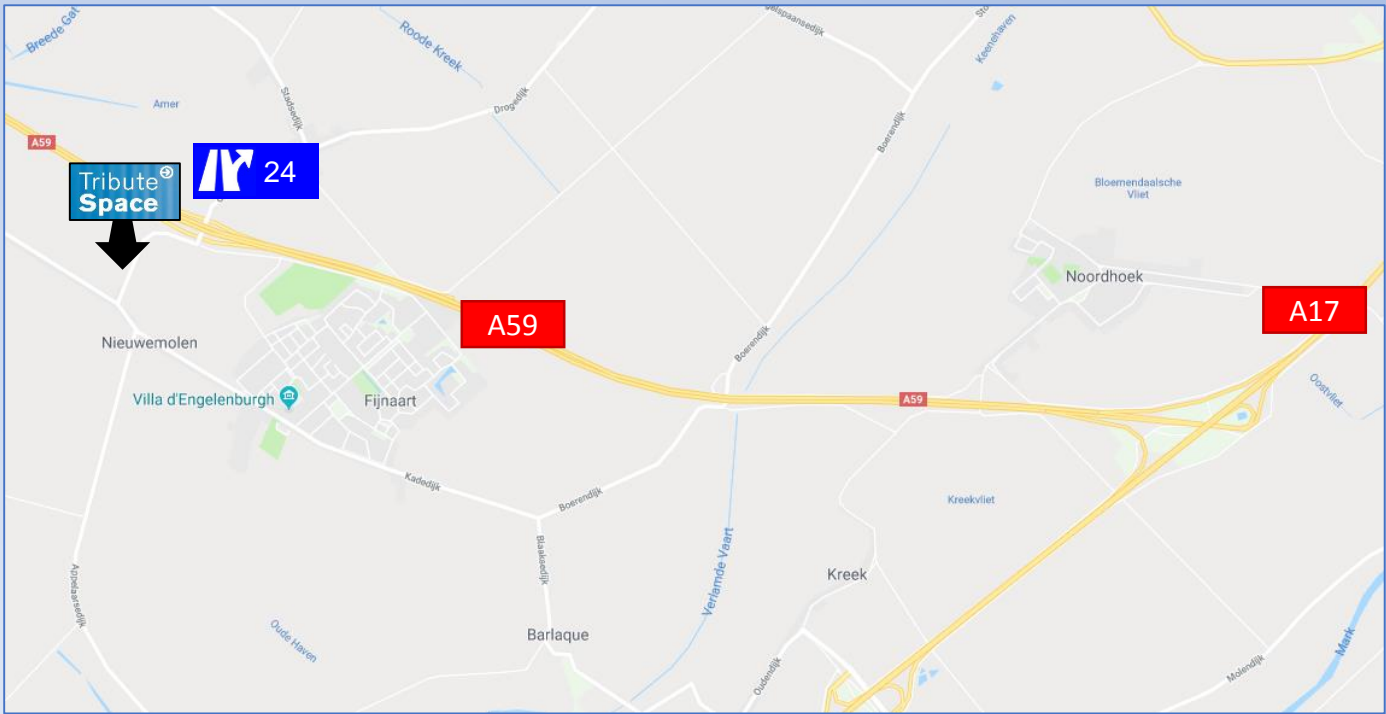 Breede Gat
Roode Kreek
Keenehaven
Amer
Stadsedijk
Drogedijk
Boerendijk
A59
24
Tribute
Space
Bloemendaalsche
Vliet
Noordhoek
A17
A59
Nieuwemolen
Boerendijk
Villa d'Engelenburgh
Fijnaart
A59
Oostvliet
Kadedijk
Boerendijk
Kreekvliet
Blaaksedijk
Verlamde Vaart
Kreek
Appelaarsedijk
Oude Haven
Barlaque
Oudendijk
Molendijk
Mark